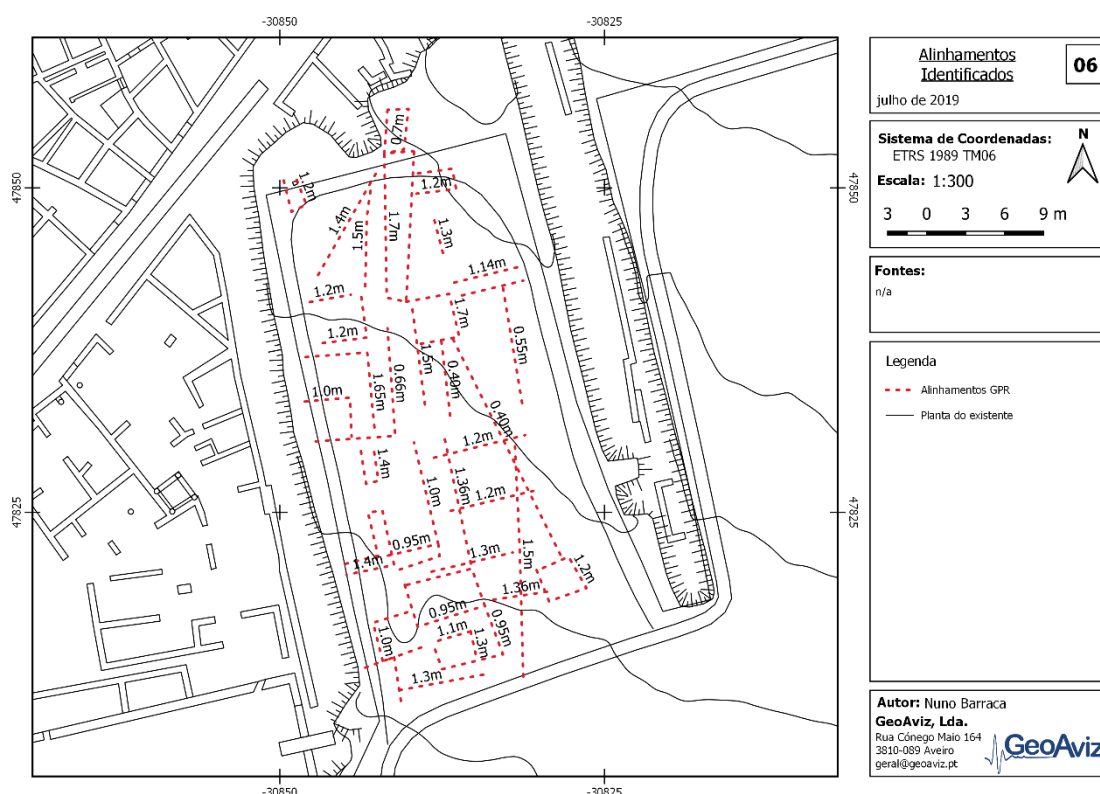 -30850
-30825
47850
47850
47825
47825
-30850
-30825
0.7m
1.2m
1.2m
1.4m
1.5m
1.7m
1.3m
1.14m
1.2m
1.7m
1.2m
0.55m
1.5m
0.40m
0.66m
1.65m
1.0m
0.40m
1.2m
1.4m
1.0m
1.36m
1.2m
0.95m
1.3m
1.5m
1.4m
1.2m
1.36m
0.95m
0.95m
1.1m
1.3m
1.0m
1.3m
Alinhamentos
Identificados
06
julho de 2019
Sistema de Coordenadas:
ETRS 1989 TM06
Escala: 1:300
N
3 0 3 6 9 m
Fontes:
n/a
Legenda
Alinhamentos GPR
Planta do existente
Autor: Nuno Barraca
GeoAviz, Lda.
Rua Cónego Maio 164
3810-089 Aveiro
geral@geoaviz.pt
GeoAviz